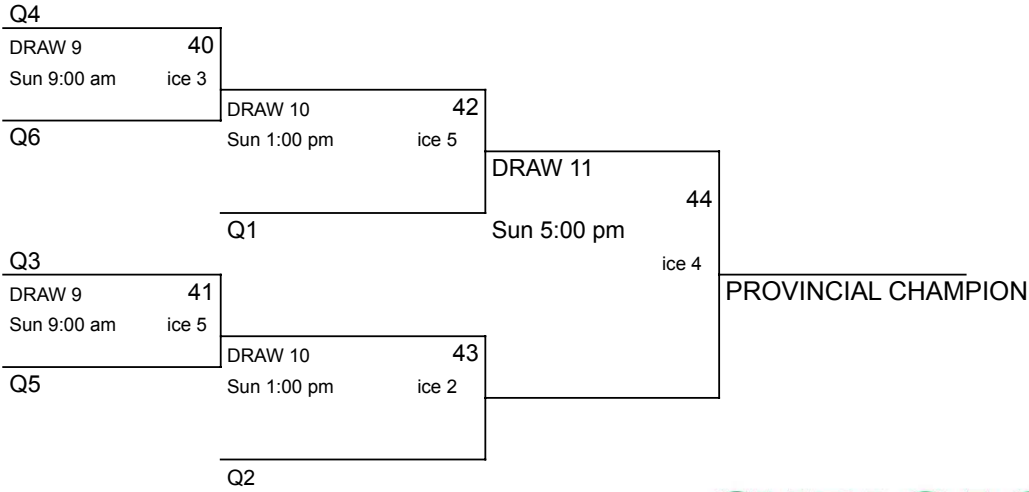 Q4
DRAW 9 40
Sun 9:00 am ice 3
DRAW 10 42
Q6
Sun 1:00 pm ice 5
DRAW 11
44
Q1
Sun 5:00 pm
Q3
ice 4
DRAW 9 41
PROVINCIAL CHAMPION
Sun 9:00 am ice 5
DRAW 10 43
Q5
Sun 1:00 pm ice 2
Q2